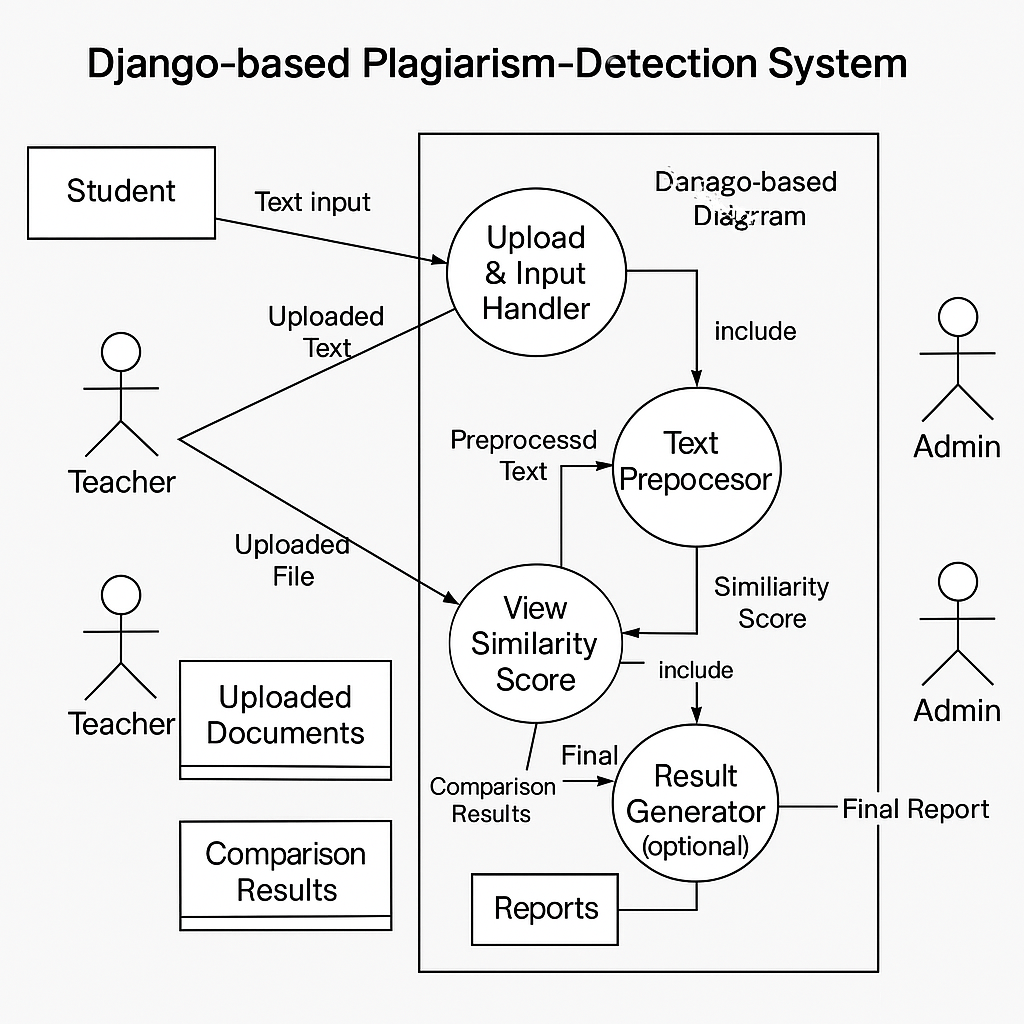 Django-based Plagiarism-Detection System
Student
Text input
Upload
& Input
Handler
Danago-based
Diagrram
Uploaded
Text
include
Teacher
Admin
Preprocessd
Text
Text
Prepocesor
Uploaded
File
View
Similarity
Score
Similiarity
Score
include
Teacher
Admin
Uploaded
Documents
Final
Comparison
Results
Result
Generator
(optional)
Final Report
Comparison
Results
Reports